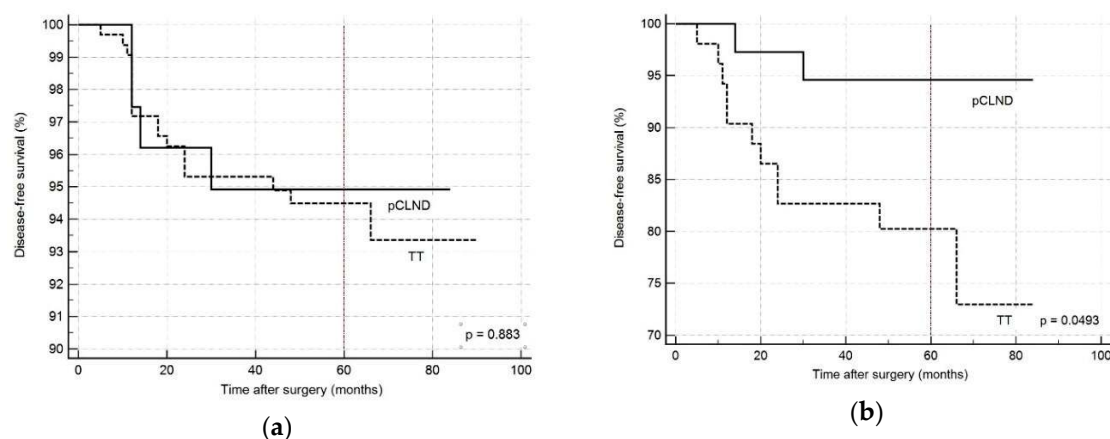 100
99
98
97
96
95
94
93
92
91
90
Disease-free survival (%)
pCLND
TT
p = 0.883
0 20 40 60 80 100
Time after surgery (months)
(a)
100
95
90
85
80
75
70
Disease-free survival (%)
pCLND
TT
p = 0.0493
0 20 40 60 80 100
Time after surgery (months)
(b)